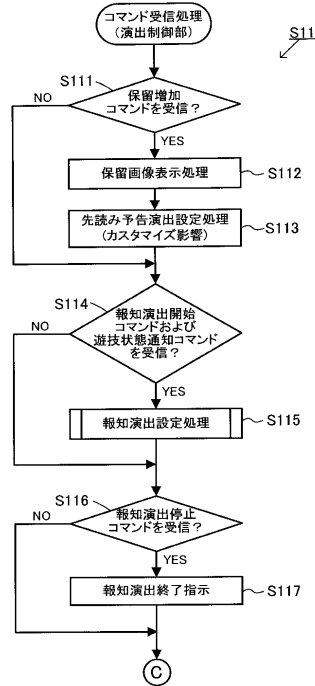 コマンド受信処理
(演出制御部)
S11
S111
保留増加
コマンドを受信?
NO
YES
保留画像表示処理
S112
先読み予告演出設定処理
(カスタマイズ影響)
S113
S114
報知演出開始
コマンドおよび
遊技状態通知コマンド
を受信?
NO
YES
報知演出設定処理
S115
S116
報知演出停止
コマンドを受信?
NO
YES
報知演出終了指示
S117
C